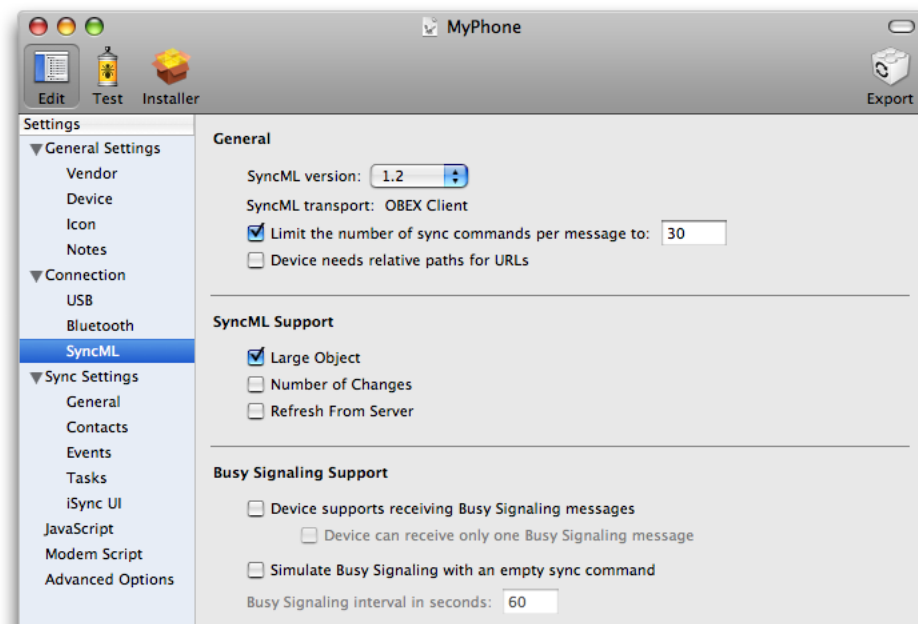 MyPhone
Edit Test Installer Export
Settings
General Settings
Vendor
Device
Icon
Notes
Connection
USB
Bluetooth
SyncML
Sync Settings
General
Contacts
Events
Tasks
iSync UI
JavaScript
Modem Script
Advanced Options
General
SyncML version: 1.2
SyncML transport: OBEX Client
Limit the number of sync commands per message to: 30
Device needs relative paths for URLs
SyncML Support
Large Object
Number of Changes
Refresh From Server
Busy Signaling Support
Device supports receiving Busy Signaling messages
Device can receive only one Busy Signaling message
Simulate Busy Signaling with an empty sync command
Busy Signaling interval in seconds: 60